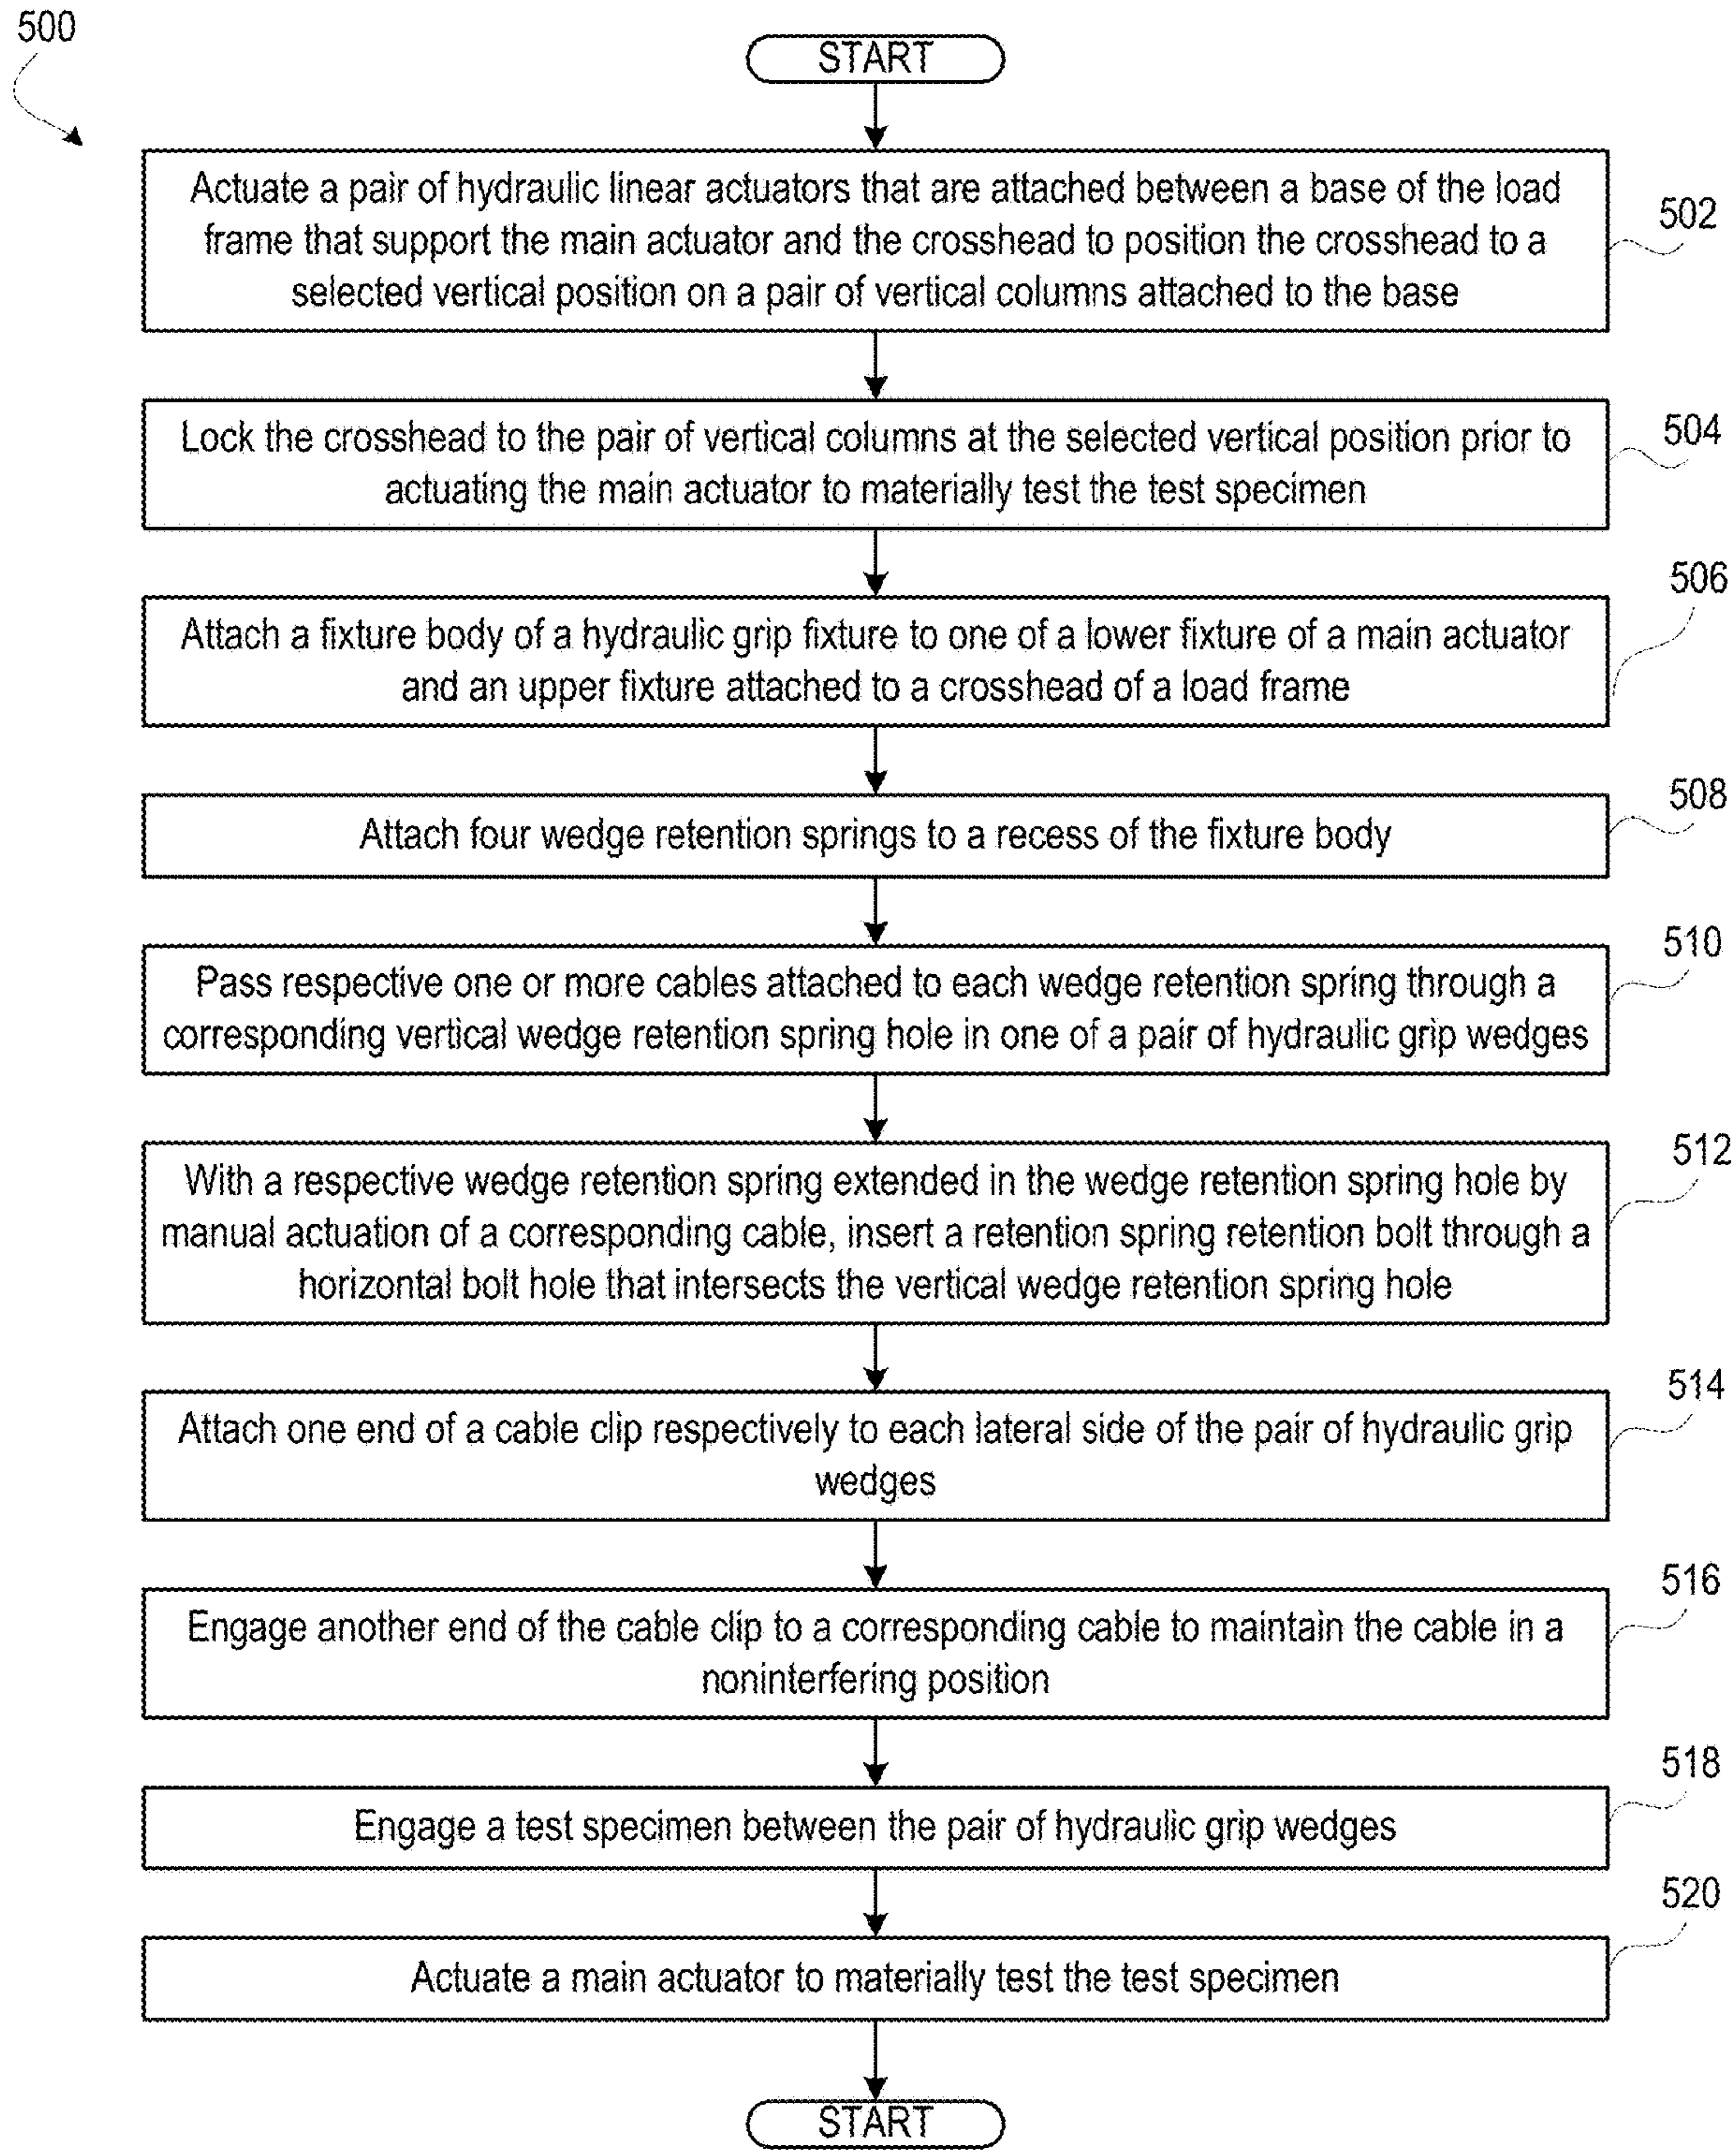 500
START
Actuate a pair of hydraulic linear actuators that are attached between a base of the load
frame that support the main actuator and the crosshead to position the crosshead to a
selected vertical position on a pair of vertical columns attached to the base
502
Lock the crosshead to the pair of vertical columns at the selected vertical position prior to
actuating the main actuator to materially test the test specimen
504
Attach a fixture body of a hydraulic grip fixture to one of a lower fixture of a main actuator
and an upper fixture attached to a crosshead of a load frame
506
Attach four wedge retention springs to a recess of the fixture body
508
Pass respective one or more cables attached to each wedge retention spring through a
corresponding vertical wedge retention spring hole in one of a pair of hydraulic grip wedges
510
With a respective wedge retention spring extended in the wedge retention spring hole by
manual actuation of a corresponding cable, insert a retention spring retention bolt through a
horizontal bolt hole that intersects the vertical wedge retention spring hole
512
Attach one end of a cable clip respectively to each lateral side of the pair of hydraulic grip
wedges
514
Engage another end of the cable clip to a corresponding cable to maintain the cable in a
noninterfering position
516
Engage a test specimen between the pair of hydraulic grip wedges
518
Actuate a main actuator to materially test the test specimen
520
START